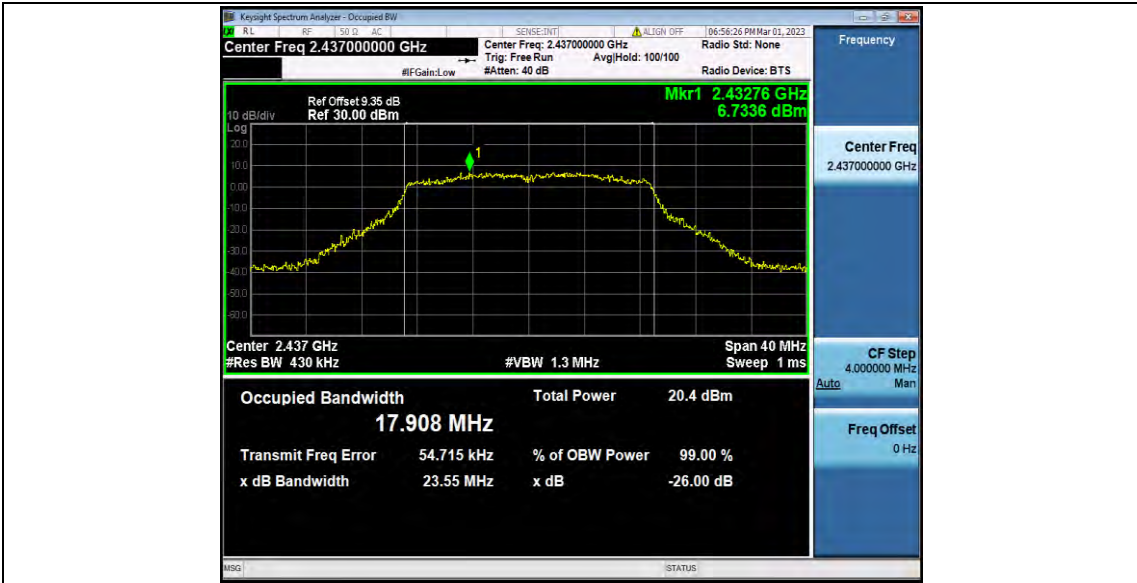 Keysight Spectrum Analyzer - Occupied BW
RL RF 50 Ω AC SENSE:INT ALIGN OFF 06:56:26 PM Mar 01, 2023
Center Freq 2.437000000 GHz
Center Freq: 2.437000000 GHz Radio Std: None
Trig: Free Run Avg|Hold: 100/100
#IFGain:Low #Atten: 40 dB Radio Device: BTS
Frequency
Mkr1 2.43276 GHz
6.7336 dBm
Ref Offset 9.35 dB
10 dB/div Ref 30.00 dBm
Log
20.0
10.0
0.00
-10.0
-20.0
-30.0
-40.0
-50.0
-60.0
1
Center Freq
2.437000000 GHz
Center 2.437 GHz Span 40 MHz
#Res BW 430 kHz #VBW 1.3 MHz Sweep 1 ms
CF Step
4.000000 MHz
Auto Man
Occupied Bandwidth Total Power 20.4 dBm
17.908 MHz
Transmit Freq Error 54.715 kHz % of OBW Power 99.00 %
x dB Bandwidth 23.55 MHz x dB -26.00 dB
Freq Offset
0 Hz
MSG STATUS